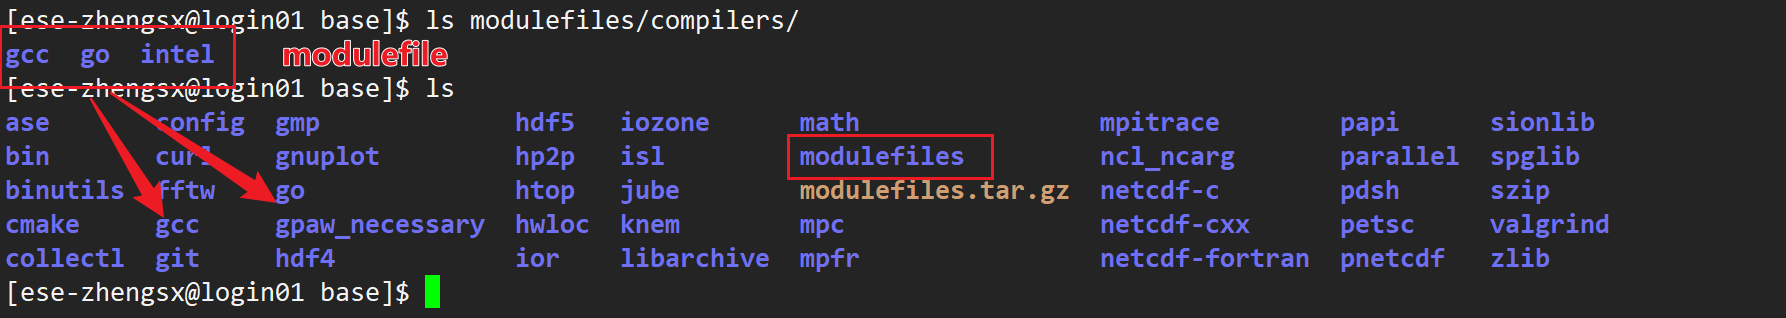 [ese-zhengsx@login01 base]$ ls modulefiles/compilers/
gcc go intel modulefile
[ese-zhengsx@login01 base]$ ls
ase config gmp hdf5 iozone math mpitrace papi sionlib
bin curl gnuplot hp2p isl modulefiles ncl_ncarg parallel spglib
binutils fftw go htop jube modulefiles.tar.gz netcdf-c pdsh szip
cmake gcc gpaw_necessary hwloc knem mpc netcdf-cxx petsc valgrind
collectl git hdf4 ior libarchive mpfr netcdf-fortran pnetcdf zlib
[ese-zhengsx@login01 base]$